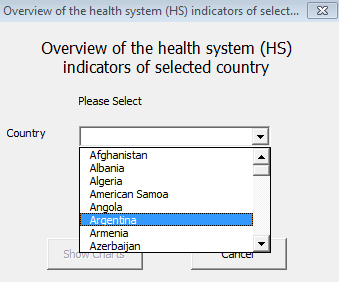 Overview of the health system (HS) indicators of select...
Overview of the health system (HS)
indicators of selected country
Please Select
Country
Afghanistan
Albania
Algeria
American Samoa
Angola
Argentina
Armenia
Azerbaijan
Show Charts
Cancel